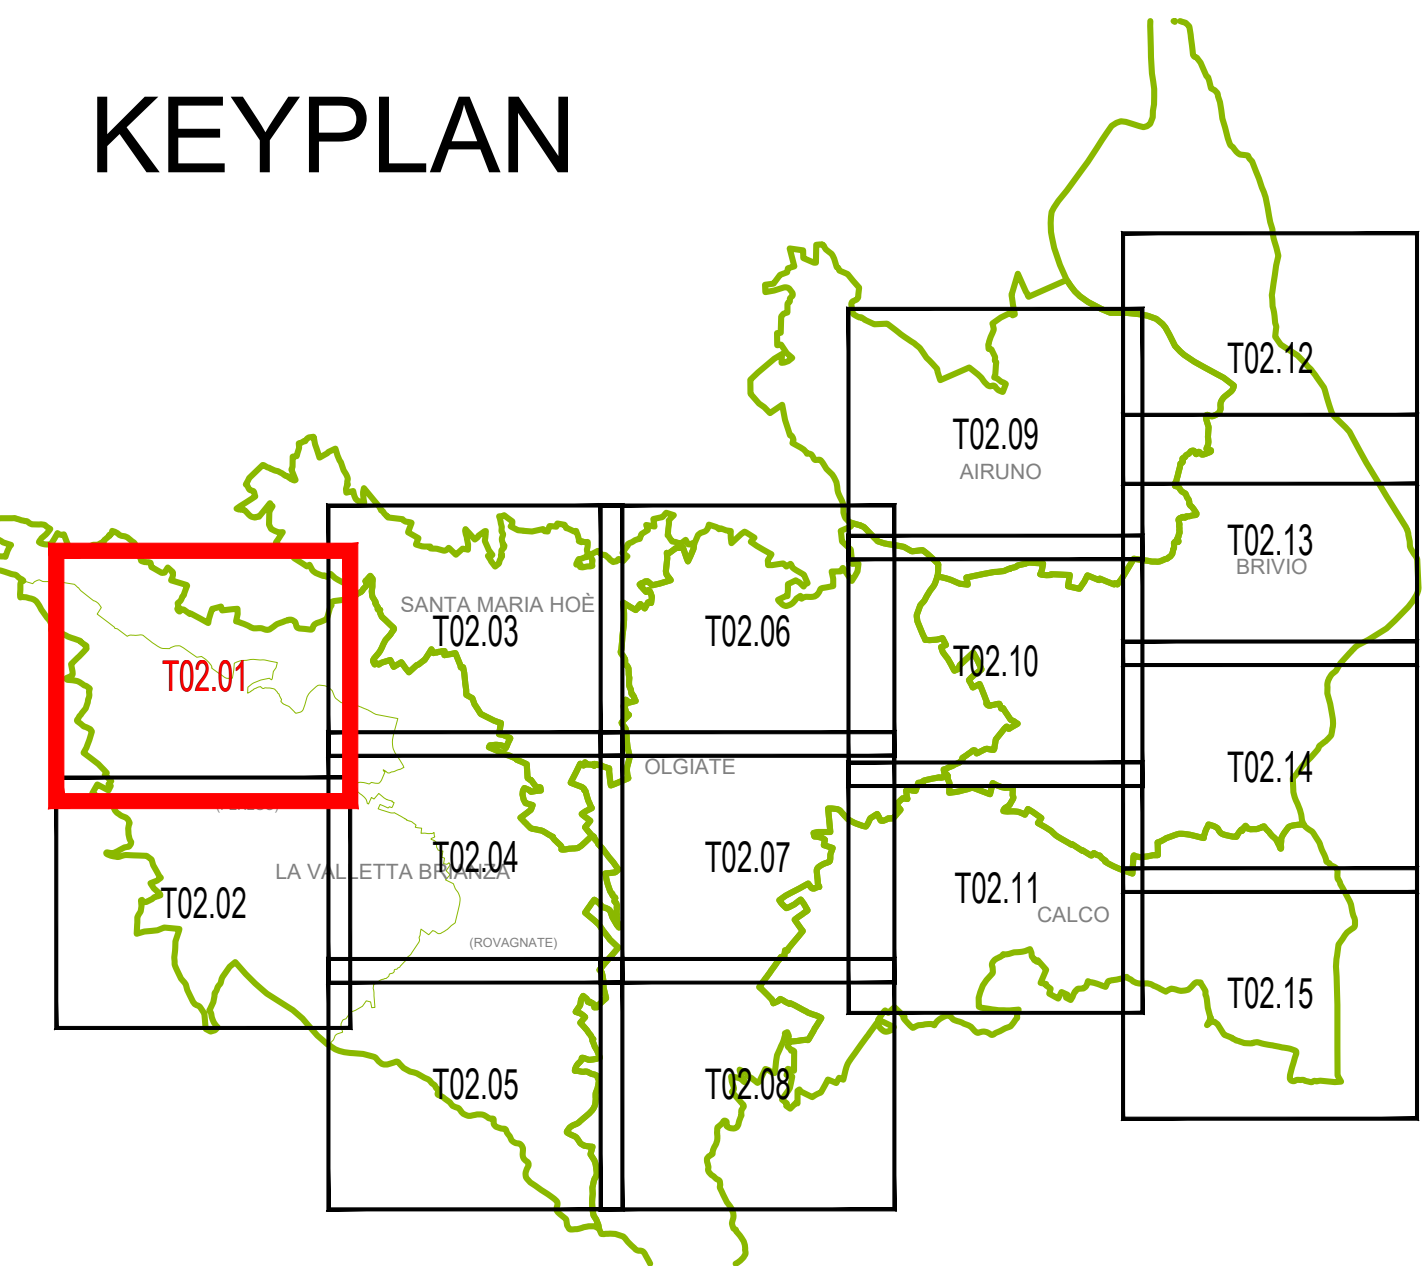 KEYPLAN
T02.12
T02.09
AIRUNO
T02.13
BRIVIO
SANTA MARIA HOÈ
T02.03
T02.06
T02.10
T02.01
OLGIATE
T02.14
T02.04
LA VALLETTA BRIANZA
T02.07
T02.02
T02.11
CALCO
(ROVAGNATE)
T02.15
T02.05
T02.08